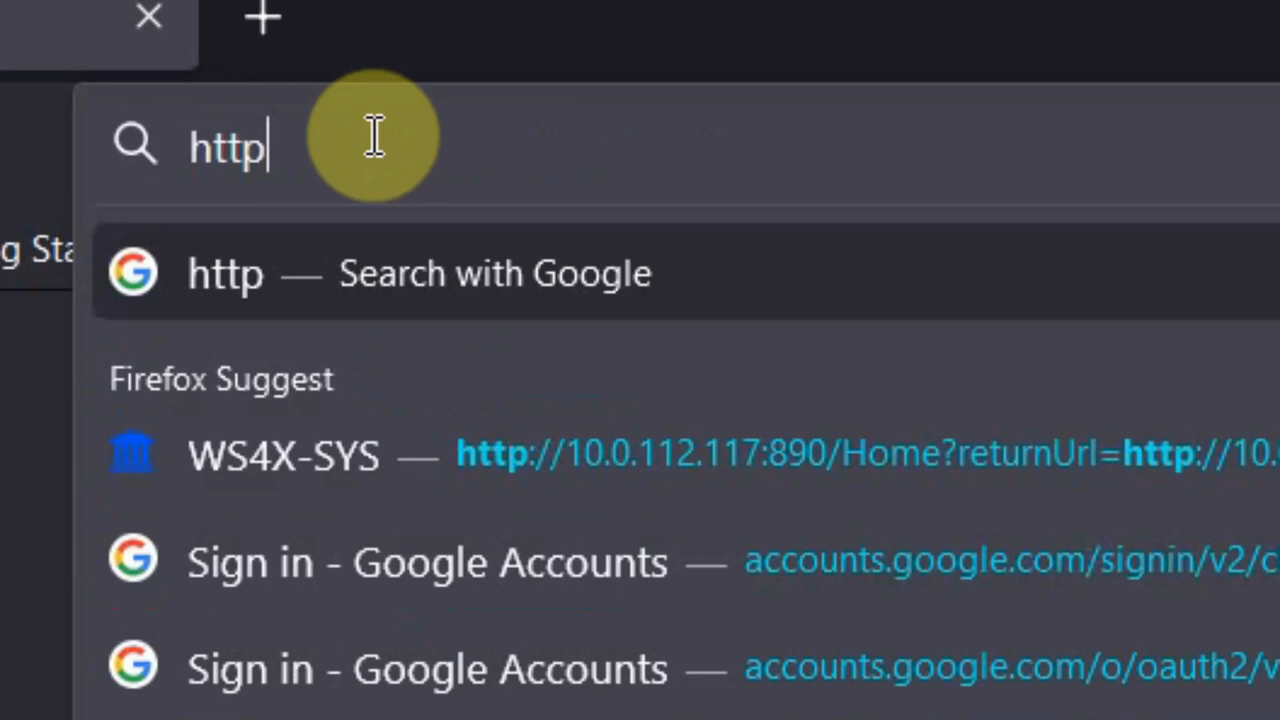 http
g Sta
http — Search with Google
Firefox Suggest
WS4X-SYS — http://10.0.112.117:890/Home?returnUrl=http://10.
Sign in - Google Accounts — accounts.google.com/signin/v2/c
Sign in - Google Accounts — accounts.google.com/o/oauth2/v